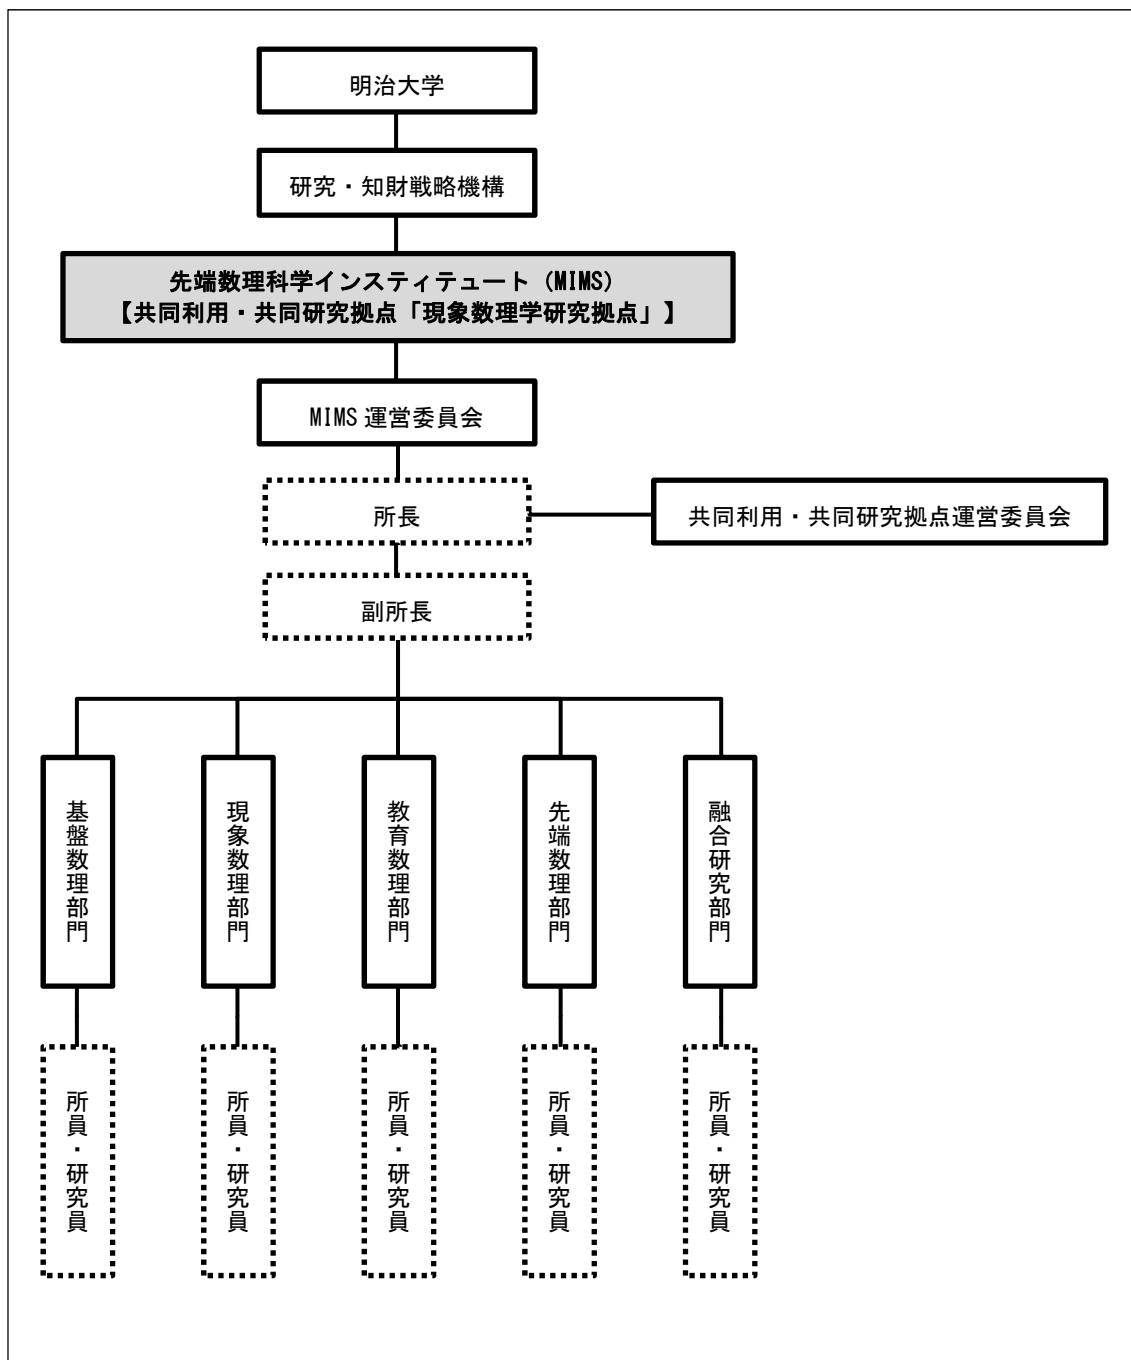 明治大学
研究・知財戦略機構
先端数理科学インスティテュート(MIMS)
【共同利用・共同研究拠点「現象数理学研究拠点」】
MIMS 運営委員会
所長
共同利用・共同研究拠点運営委員会
副所長
基盤数理部門
現象数理部門
教育数理部門
先端数理部門
融合研究部門
所員・研究員
所員・研究員
所員・研究員
所員・研究員
所員・研究員